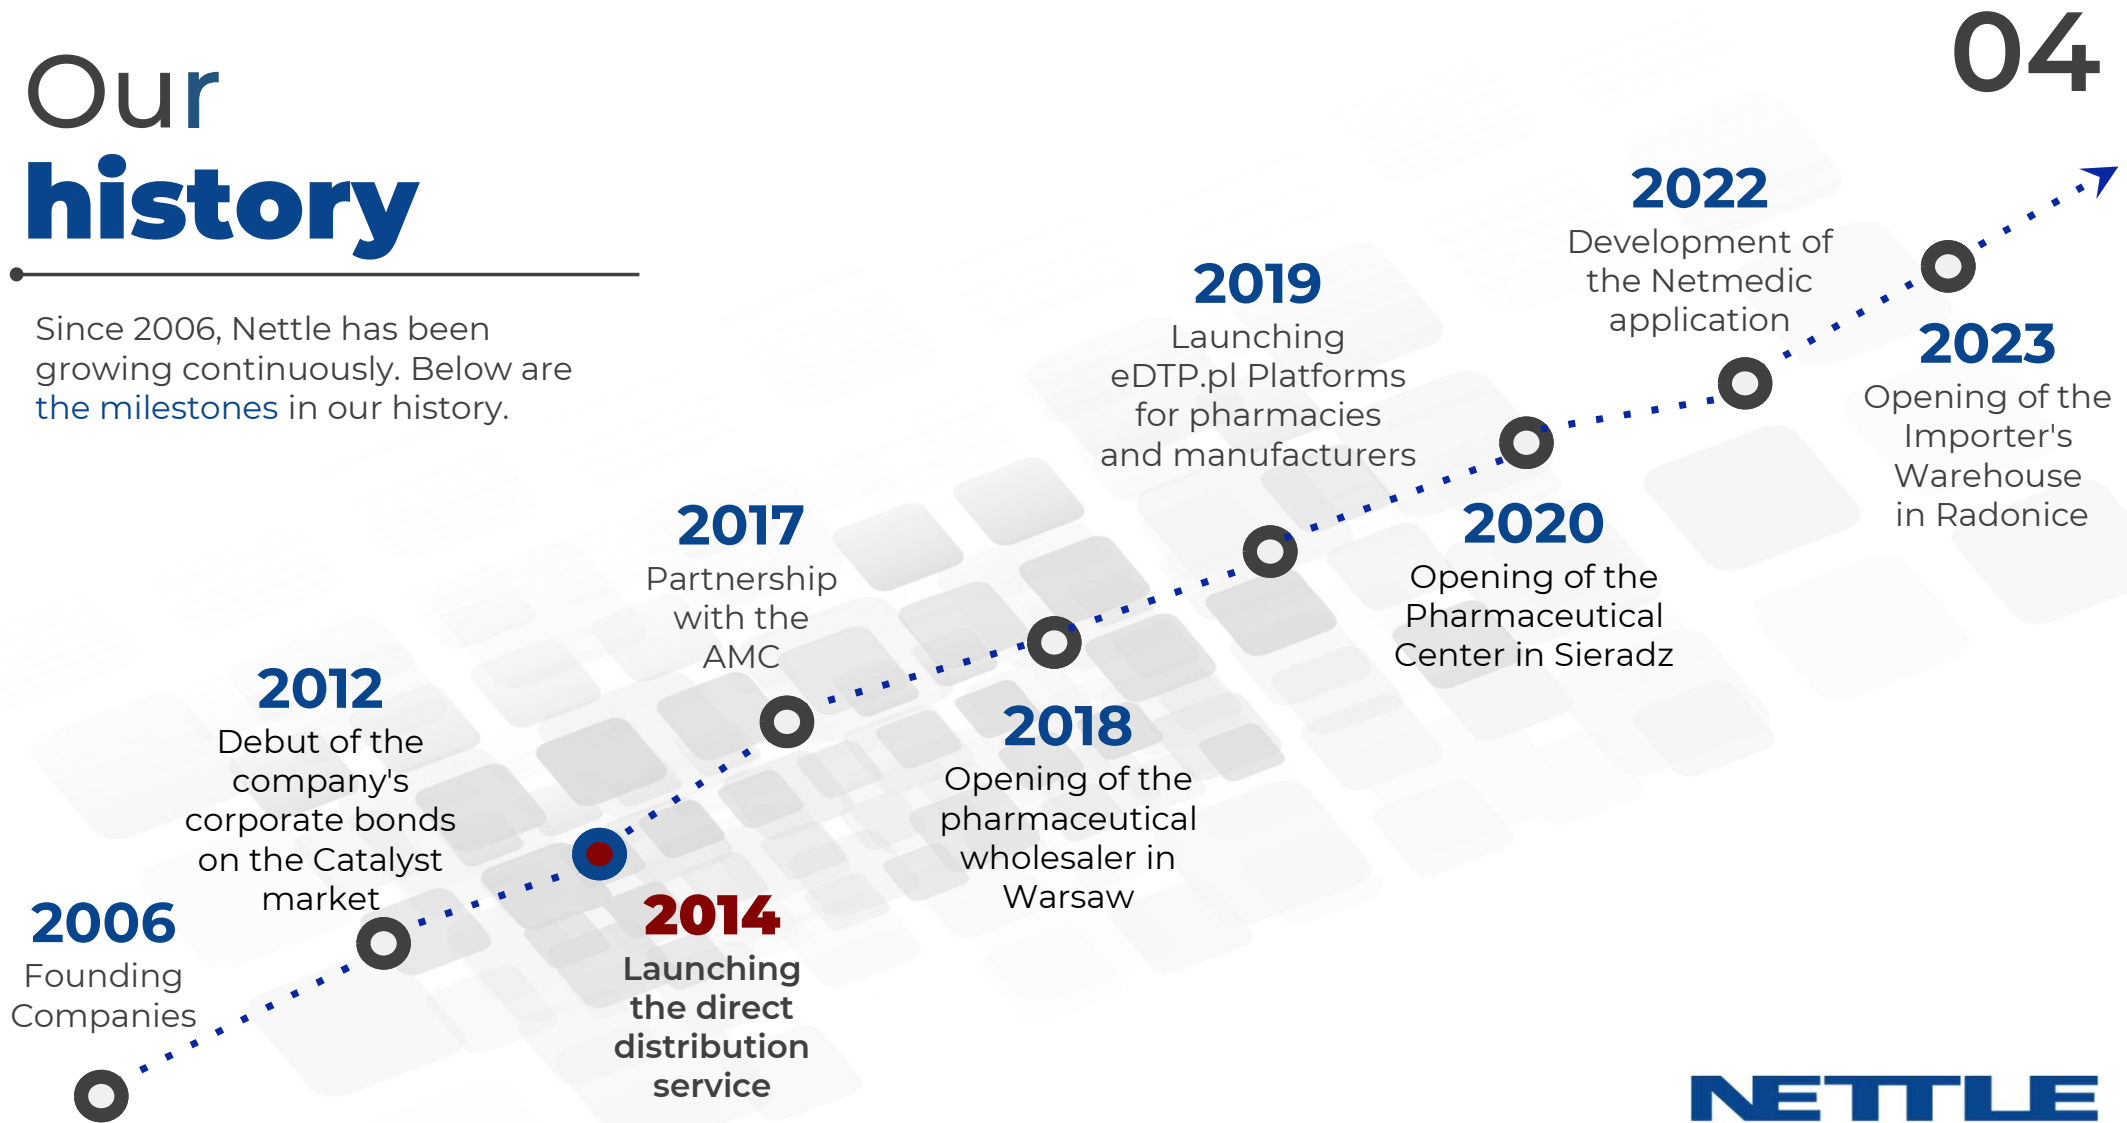 04
Our
history
Since 2006, Nettle has been
growing continuously. Below are
the milestones in our history.
2006
Founding
Companies
2012
Debut of the
company's
corporate bonds
on the Catalyst
market
2014
Launching
the direct
distribution
service
2017
Partnership
with the
AMC
2018
Opening of the
pharmaceutical
wholesaler in
Warsaw
2019
Launching
eDTP.pl Platforms
for pharmacies
and manufacturers
2020
Opening of the
Pharmaceutical
Center in Sieradz
2022
Development of
the Netmedic
application
2023
Opening of the
Importer's
Warehouse
in Radonice
NETTLE